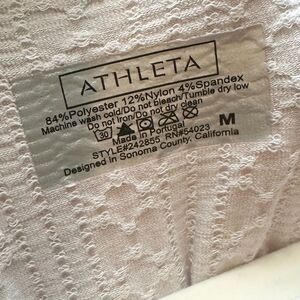 ATHLETA
84%Polyester 12%Nylon 4%Spandex
Machine wash cold/Do not bleach/Tumble dry low
Do not iron/Do not dry clean
30
Made in Portugal
M
STYLE#242855 RN#54023
Designed in Sonoma County, California